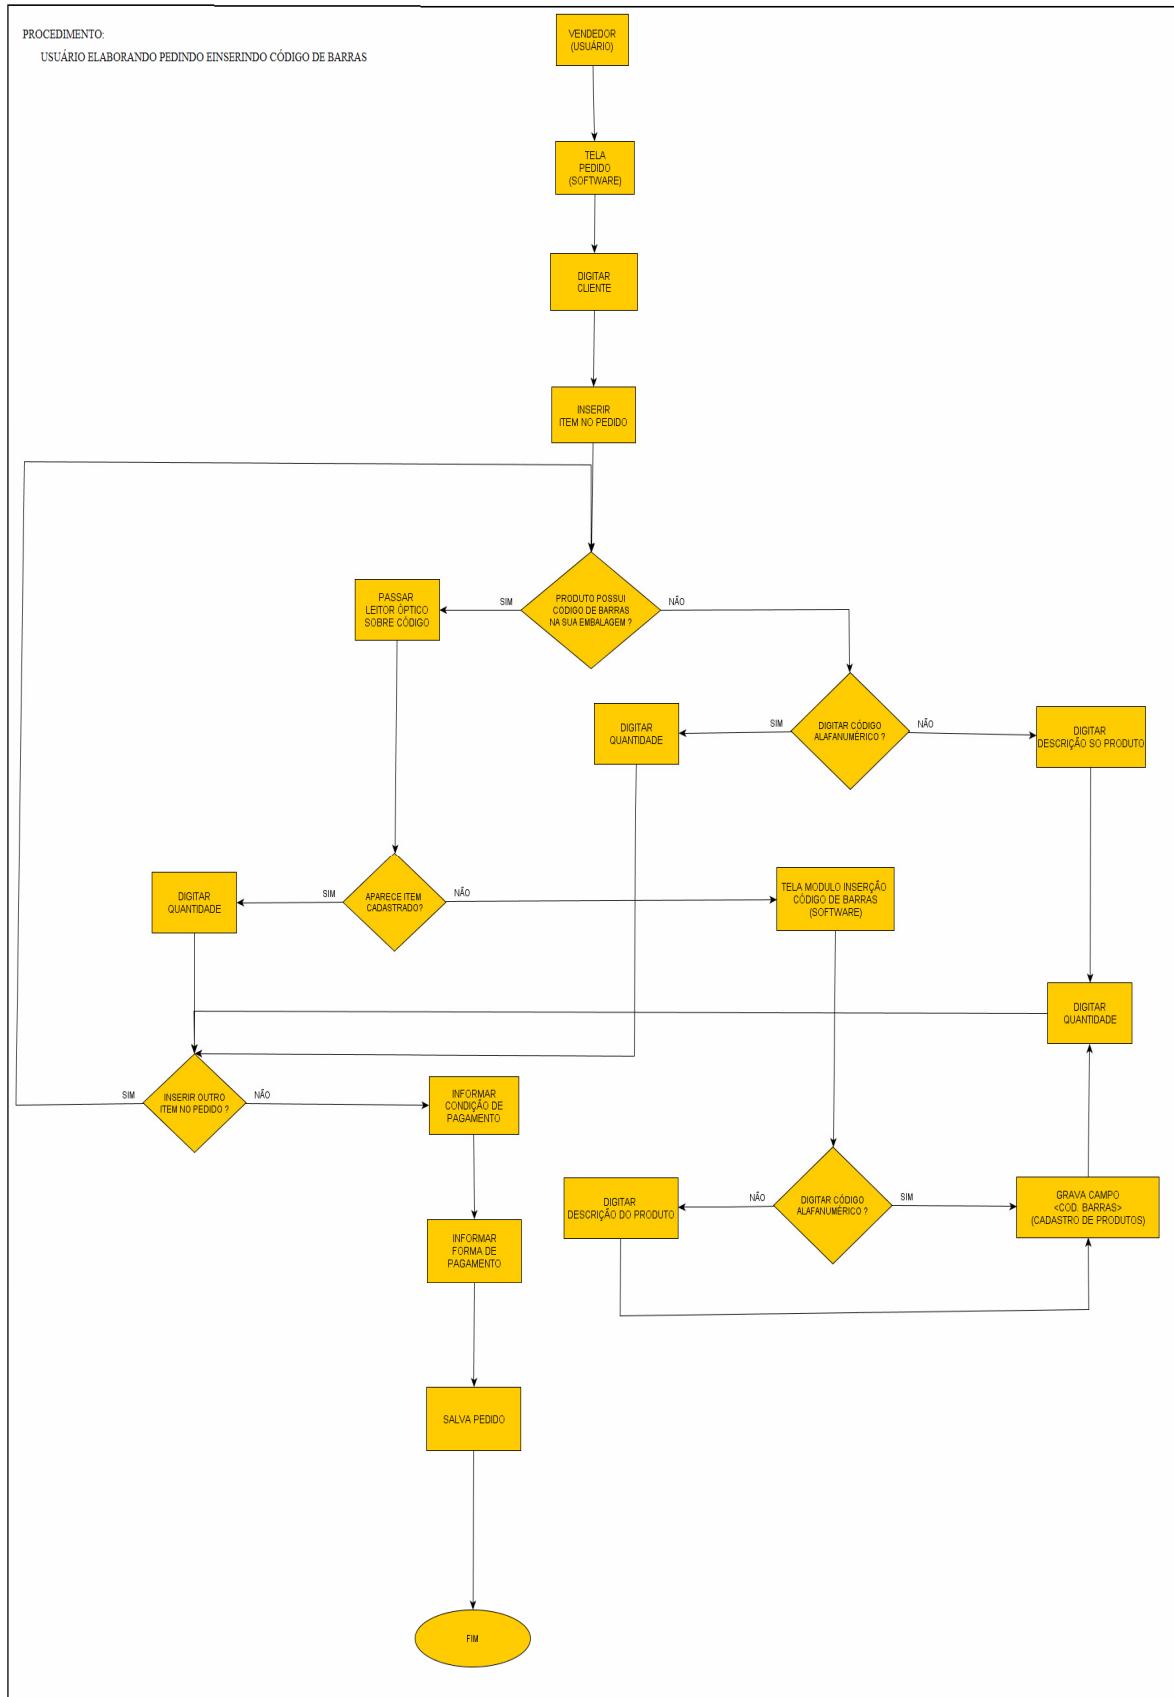 PROCEDIMENTO:
USUÁRIO ELABORANDO PEDINDO EINSERINDO CÓDIGO DE BARRAS
VENDEDOR
(USUÁRIO)
TELA
PEDIDO
(SOFTWARE)
DIGITAR
CLIENTE
INSERIR
ITEM NO PEDIDO
PRODUTO POSSUI
CODIGO DE BARRAS
NA SUA EMBALAGEM ?
SIM
NÃO
PASSAR
LEITOR ÓPTICO
SOBRE CÓDIGO
DIGITAR CÓDIGO
ALAFANUMÉRICO ?
SIM
NÃO
DIGITAR
QUANTIDADE
DIGITAR
DESCRIÇÃO SO PRODUTO
APARECE ITEM
CADASTRADO?
SIM
NÃO
DIGITAR
QUANTIDADE
TELA MODULO INSERÇÃO
CÓDIGO DE BARRAS
(SOFTWARE)
DIGITAR
QUANTIDADE
INSERIR OUTRO
ITEM NO PEDIDO ?
SIM
NÃO
INFORMAR
CONDIÇÃO DE
PAGAMENTO
DIGITAR CÓDIGO
ALAFANUMÉRICO ?
NÃO
SIM
DIGITAR
DESCRIÇÃO DO PRODUTO
GRAVA CAMPO
<COD. BARRAS>
(CADASTRO DE PRODUTOS)
INFORMAR
FORMA DE
PAGAMENTO
SALVA PEDIDO
FIM